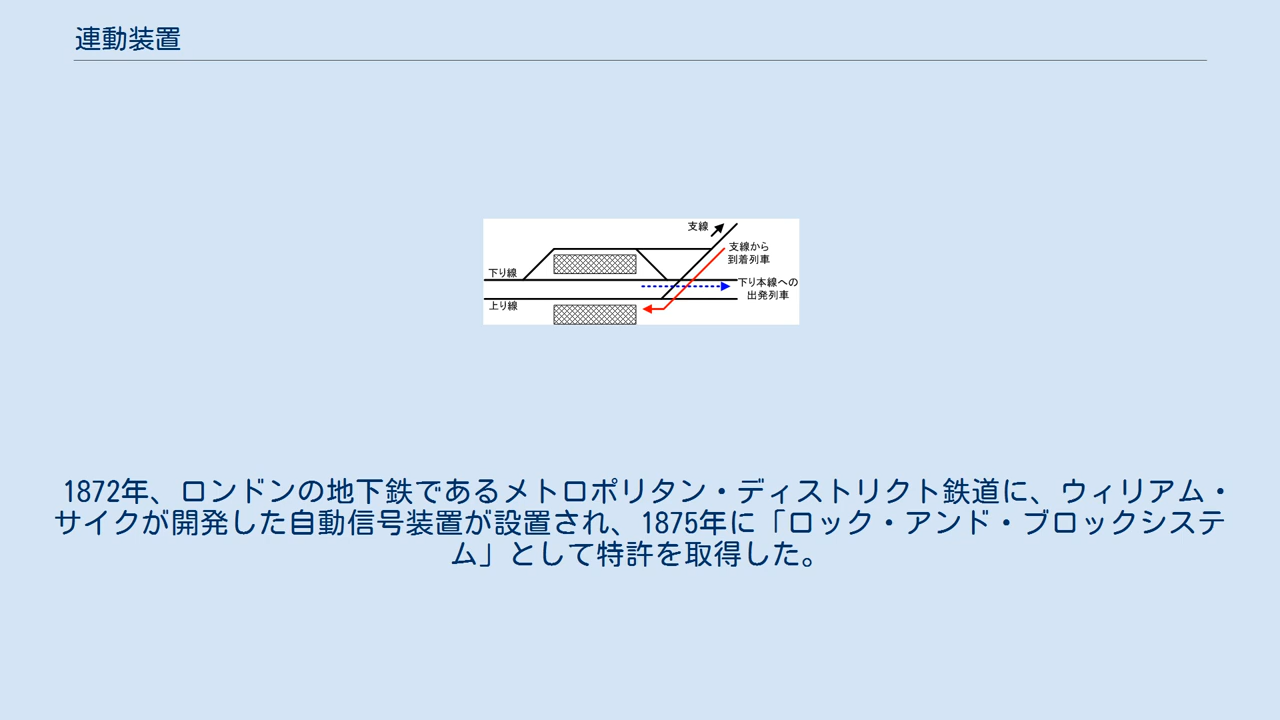 連動装置
支線
支線から
到着列車
下り線
下り本線への
出発列車
上り線
1872年、ロンドンの地下鉄であるメトロポリタン・ディストリクト鉄道に、ウィリアム・
サイクが開発した自動信号装置が設置され、1875年に「ロック・アンド・ブロックシステ
ム」として特許を取得した。